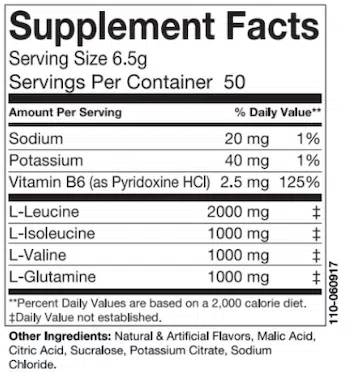 Supplement Facts
Serving Size 6.5g
Servings Per Container 50
Amount Per Serving % Daily Value**
Sodium 20 mg 1%
Potassium 40 mg 1%
Vitamin B6 (as Pyridoxine HCl) 2.5 mg 125%
L-Leucine 2000 mg ‡
L-Isoleucine 1000 mg ‡
L-Valine 1000 mg ‡
L-Glutamine 1000 mg ‡
**Percent Daily Values are based on a 2,000 calorie diet.
‡Daily Value not established.
Other Ingredients: Natural & Artificial Flavors, Malic Acid,
Citric Acid, Sucralose, Potassium Citrate, Sodium
Chloride.
110-060917